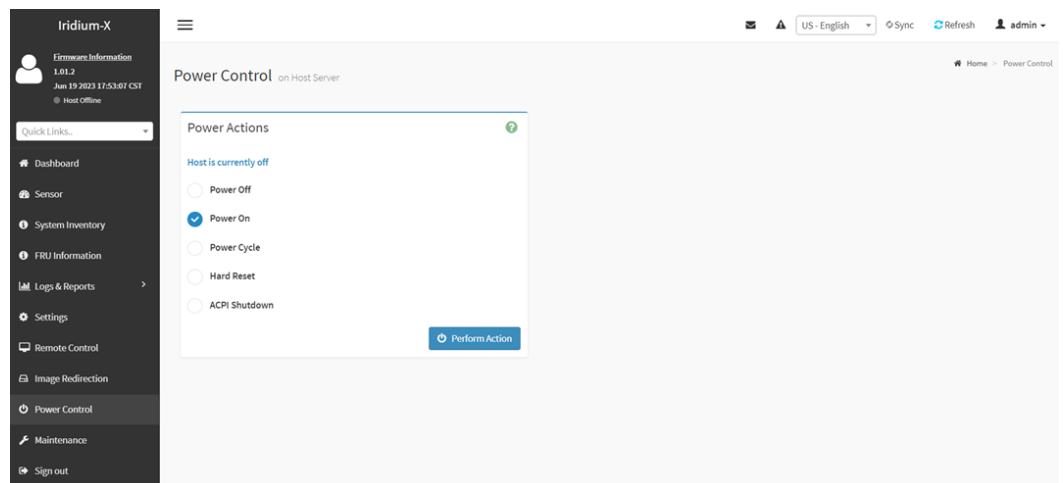 Iridium-X
Firmware Information
1.01.2
Jun 19 2023 17:53:07 CST
Host Offline
Quick Links..
Dashboard
Sensor
System Inventory
FRU Information
Logs & Reports
Settings
Remote Control
Image Redirection
Power Control
Maintenance
Sign out
US - English
Sync
Refresh
admin
Power Control on Host Server
Home > Power Control
Power Actions
Host is currently off
Power Off
Power On
Power Cycle
Hard Reset
ACPI Shutdown
Perform Action